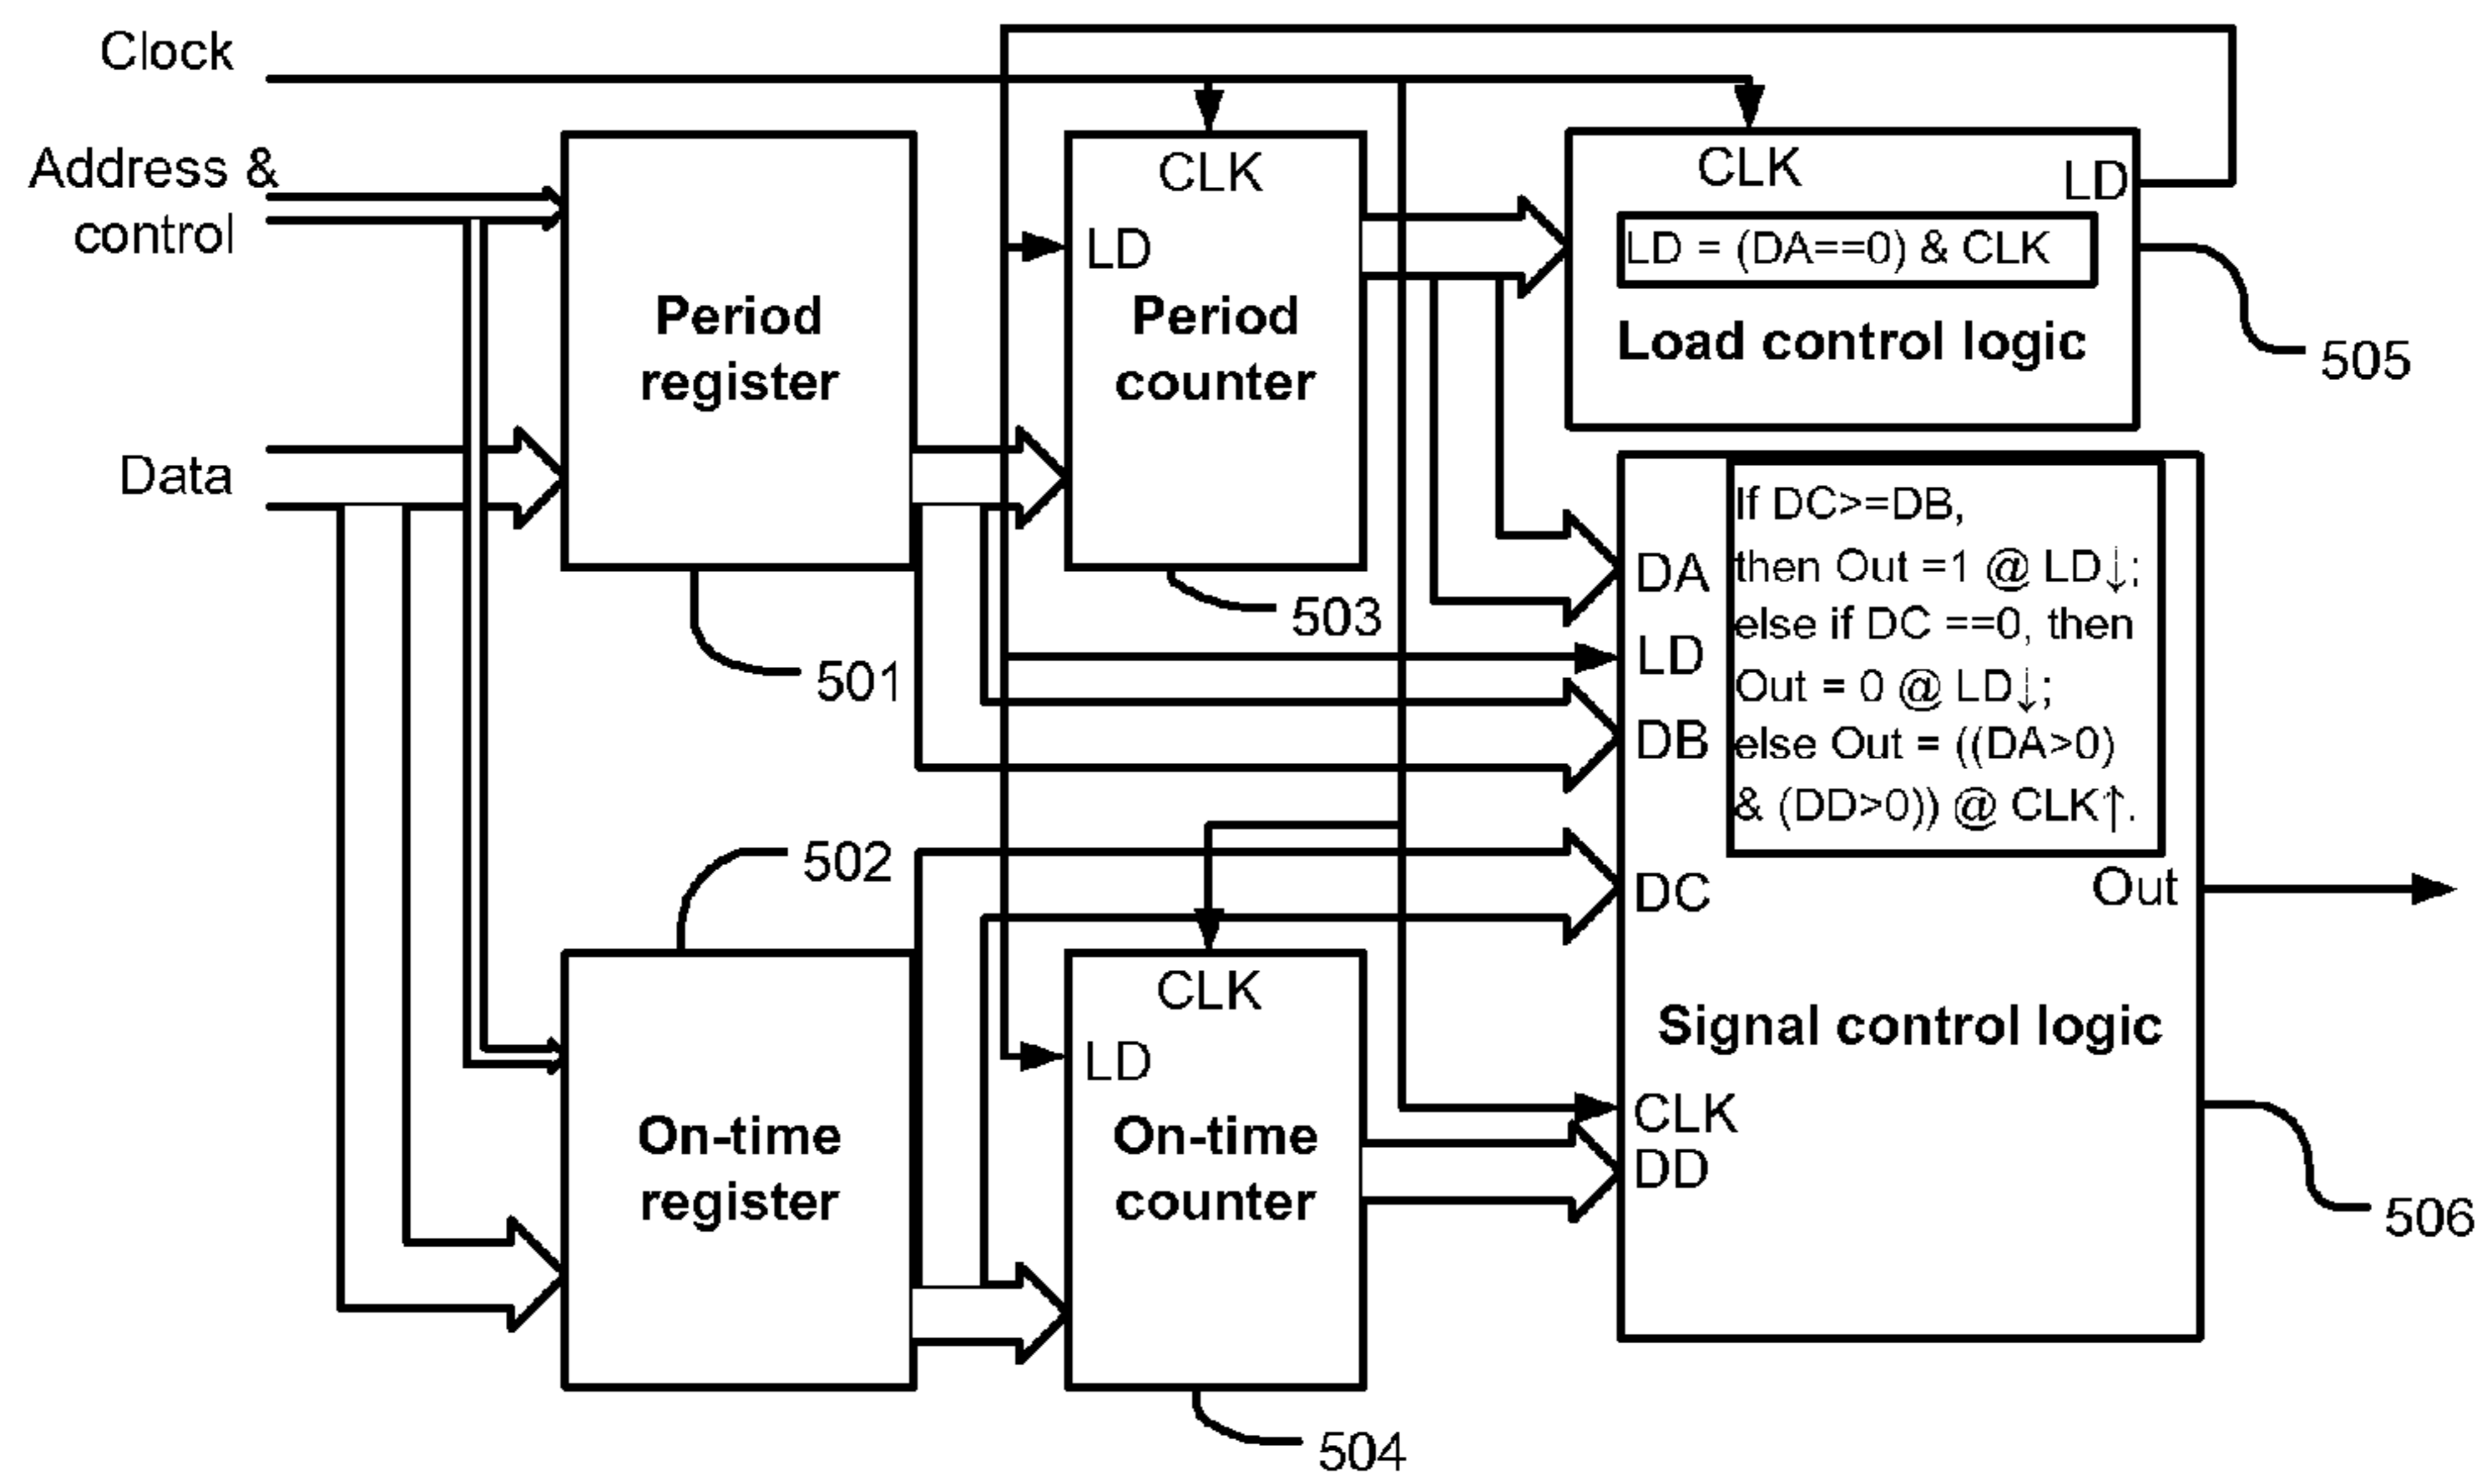 Clock
Address &
control
Data
Period
register
501
CLK
LD
Period
counter
503
CLK
LD
LD = (DA==0) & CLK
Load control logic
505
If DC>=DB,
then Out =1 @ LD↓;
else if DC ==0, then
Out = 0 @ LD↓;
else Out = ((DA>0)
& (DD>0)) @ CLK↑.
DA
LD
DB
DC
Out
Signal control logic
CLK
DD
506
502
On-time
register
CLK
LD
On-time
counter
504